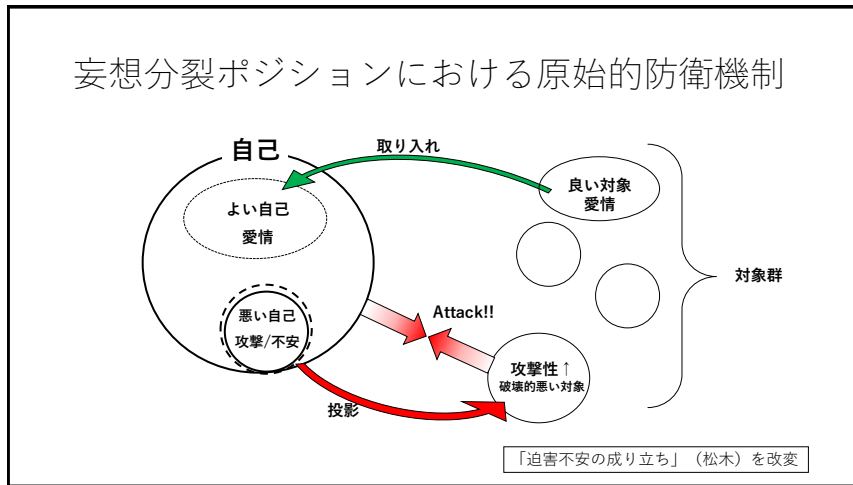 妄想分裂ポジションにおける原始的防衛機制
自己
取り入れ
よい自己
愛情
良い対象
愛情
対象群
悪い自己
攻撃/不安
Attack!!
攻撃性↑
破壊的悪い対象
投影
「迫害不安の成り立ち」（松木）を改変